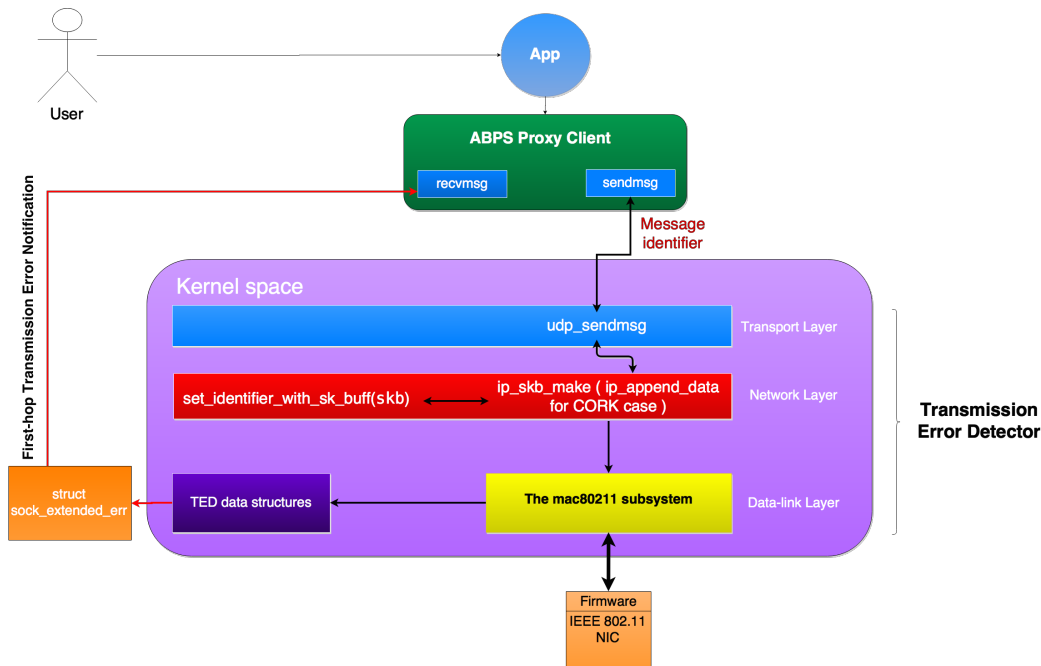 User
App
ABPS Proxy Client
recvmsg
sendmsg
Message
identifier
First-hop Transmission Error Notification
Kernel space
udp_sendmsg
Transport Layer
set_identifier_with_sk_buff(skb)
ip_skb_make ( ip_append_data
for CORK case )
Network Layer
Transmission
Error Detector
struct
sock_extended_err
TED data structures
The mac80211 subsystem
Data-link Layer
Firmware
IEEE 802.11
NIC